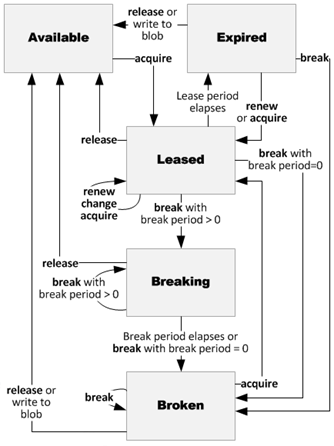 release or
write to
blob
Available
Expired
acquire
break
Lease period
elapses
renew
or acquire
release
Leased
break with
break period=0
renew
change
acquire
break with
break period > 0
release
break with
break period > 0
Breaking
Break period elapses or
break with break period = 0
release or
write to
blob
break
Broken
acquire